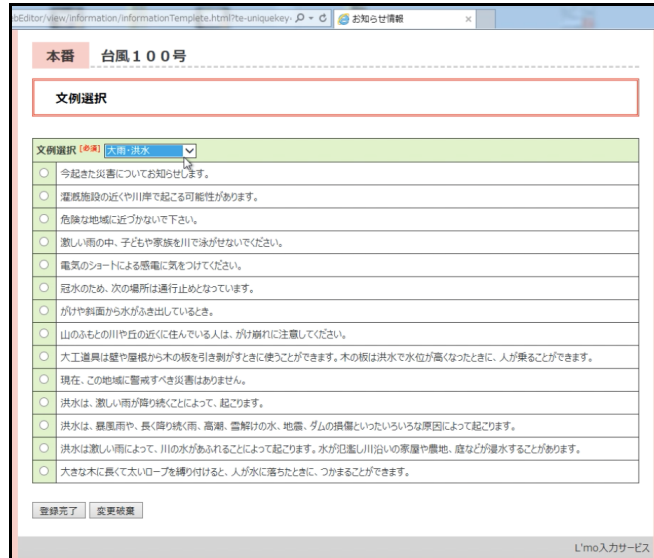 bEditor/view/information/informationTemplete.html?te-uniquekey
お知らせ情報
本番 台風１００号
文例選択
文例選択 [必須] 大雨・洪水
今起きた災害についてお知らせします。
灌漑施設の近くや川岸で起こる可能性があります。
危険な地域に近づかないで下さい。
激しい雨の中、子どもや家族を川で泳がせないでください。
電気のショートによる感電に気をつけてください。
冠水のため、次の場所は通行止めとなっています。
がけや斜面から水がふき出しているとき。
山のふもとの川や丘の近くに住んでいる人は、がけ崩れに注意してください。
大工道具は壁や屋根から木の板を引き剥がすときに使うことができます。木の板は洪水で水位が高くなったときに、人が乗ることができます。
現在、この地域に警戒すべき災害はありません。
洪水は、激しい雨が降り続くことによって、起こります。
洪水は、暴風雨や、長く降り続く雨、高潮、雪解けの水、地震、ダムの損傷といったいろいろな原因によって起こります。
洪水は激しい雨によって、川の水があふれることによって起こります。水が氾濫し川沿いの家屋や農地、庭などが浸水することがあります。
大きな木に長くて太いロープを縛り付けると、人が水に落ちたときに、つかまることができます。
登録完了 変更破棄
L'mo入力サービス